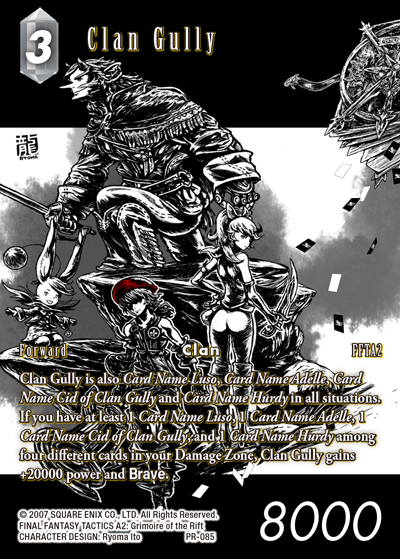 3
Clan Gully
龍
RYOMA
Forward
Clan
FFTA2
Clan Gully is also Card Name Luso, Card Name Adelle, Card
Name Cid of Clan Gully and Card Name Hurdy in all situations.
If you have at least 1 Card Name Luso, 1 Card Name Adelle, 1
Card Name Cid of Clan Gully, and 1 Card Name Hurdy among
four different cards in your Damage Zone, Clan Gully gains
+20000 power and Brave.
© 2007 SQUARE ENIX CO., LTD. All Rights Reserved.
FINAL FANTASY TACTICS A2: Grimoire of the Rift
CHARACTER DESIGN: Ryoma Ito
PR-085
8000